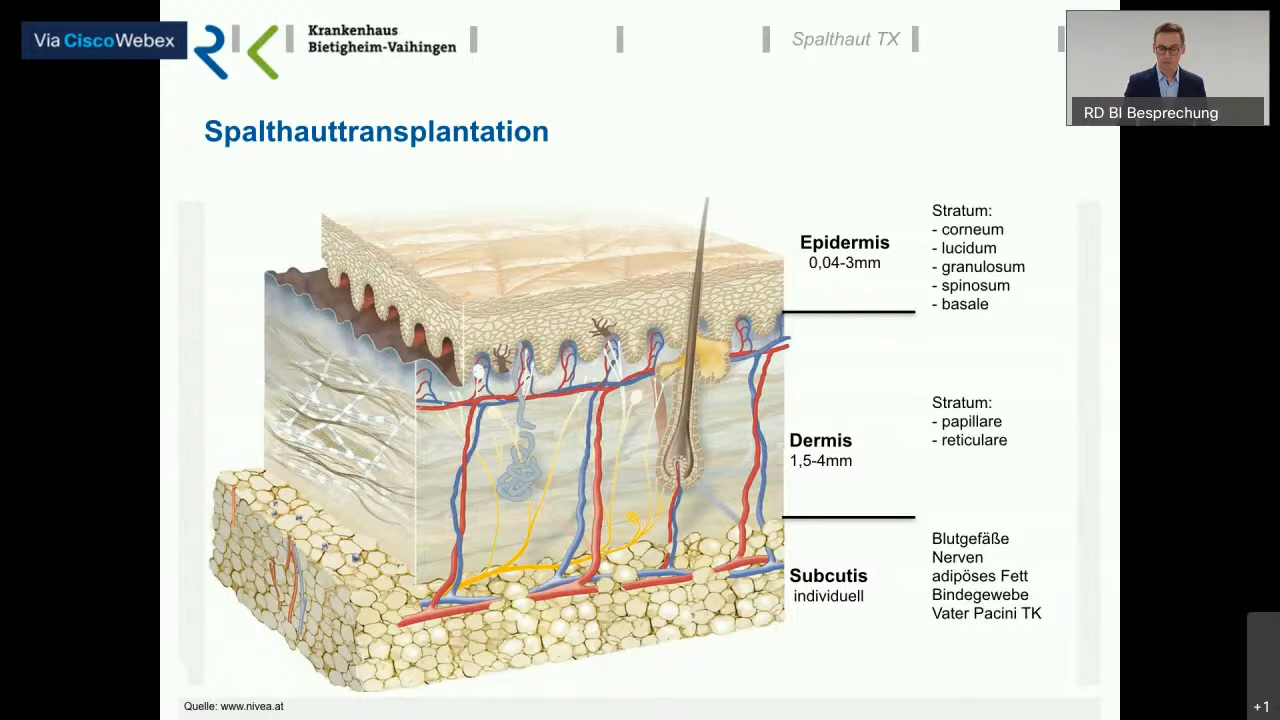 Via CiscoWebex
Krankenhaus
Bietigheim-Vaihingen
Spalthaut TX
RD BI Besprechung
Spalthauttransplantation
Epidermis
0,04-3mm
Stratum:
- corneum
- lucidum
- granulosum
- spinosum
- basale
Dermis
1,5-4mm
Stratum:
- papillare
- reticulare
Subcutis
individuell
Blutgefäße
Nerven
adipöses Fett
Bindegewebe
Vater Pacini TK
Quelle: www.nivea.at
+1